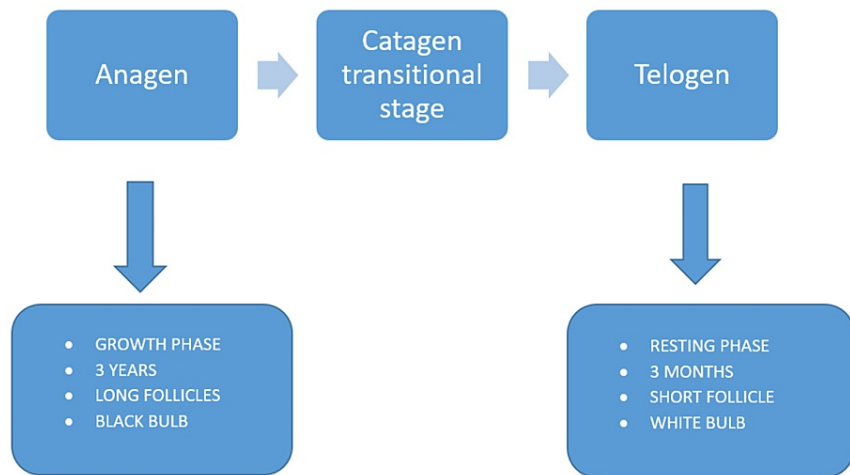 Anagen
Catagen
transitional
stage
Telogen
• GROWTH PHASE
• 3 YEARS
• LONG FOLLICLES
• BLACK BULB
• RESTING PHASE
• 3 MONTHS
• SHORT FOLLICLE
• WHITE BULB